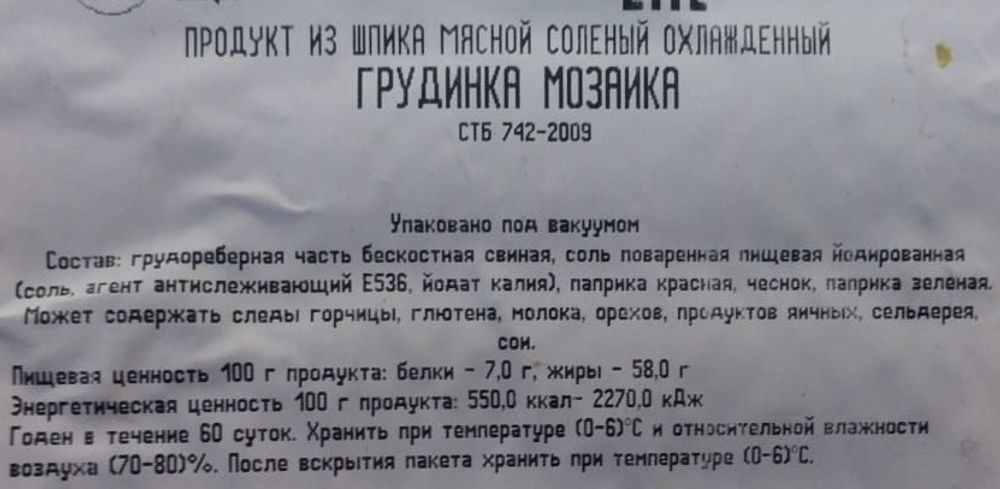 ПРОДУКТ ИЗ ШПИКА МЯСНОЙ СОЛЕНЫЙ ОХЛАЖДЕННЫЙ
ГРУДИНКА МОЗАИКА
СТБ 742-2009
Упаковано под вакуумом
Состав: грудореберная часть бескостная свиная, соль поваренная пищевая йодированная
(соль, агент антислеживающий Е536, йодат калия), паприка красная, чеснок, паприка зеленая.
Может содержать следы горчицы, глютена, молока, орехов, продуктов яичных, сельдерея,
сои.
Пищевая ценность 100 г продукта: белки - 7,0 г, жиры - 58,0 г
Энергетическая ценность 100 г продукта: 550,0 ккал- 2270,0 кДж
Годен в течение 60 суток. Хранить при температуре (0-6)°С и относительной влажности
воздуха (70-80)%. После вскрытия пакета хранить при температуре (0-6)°С.